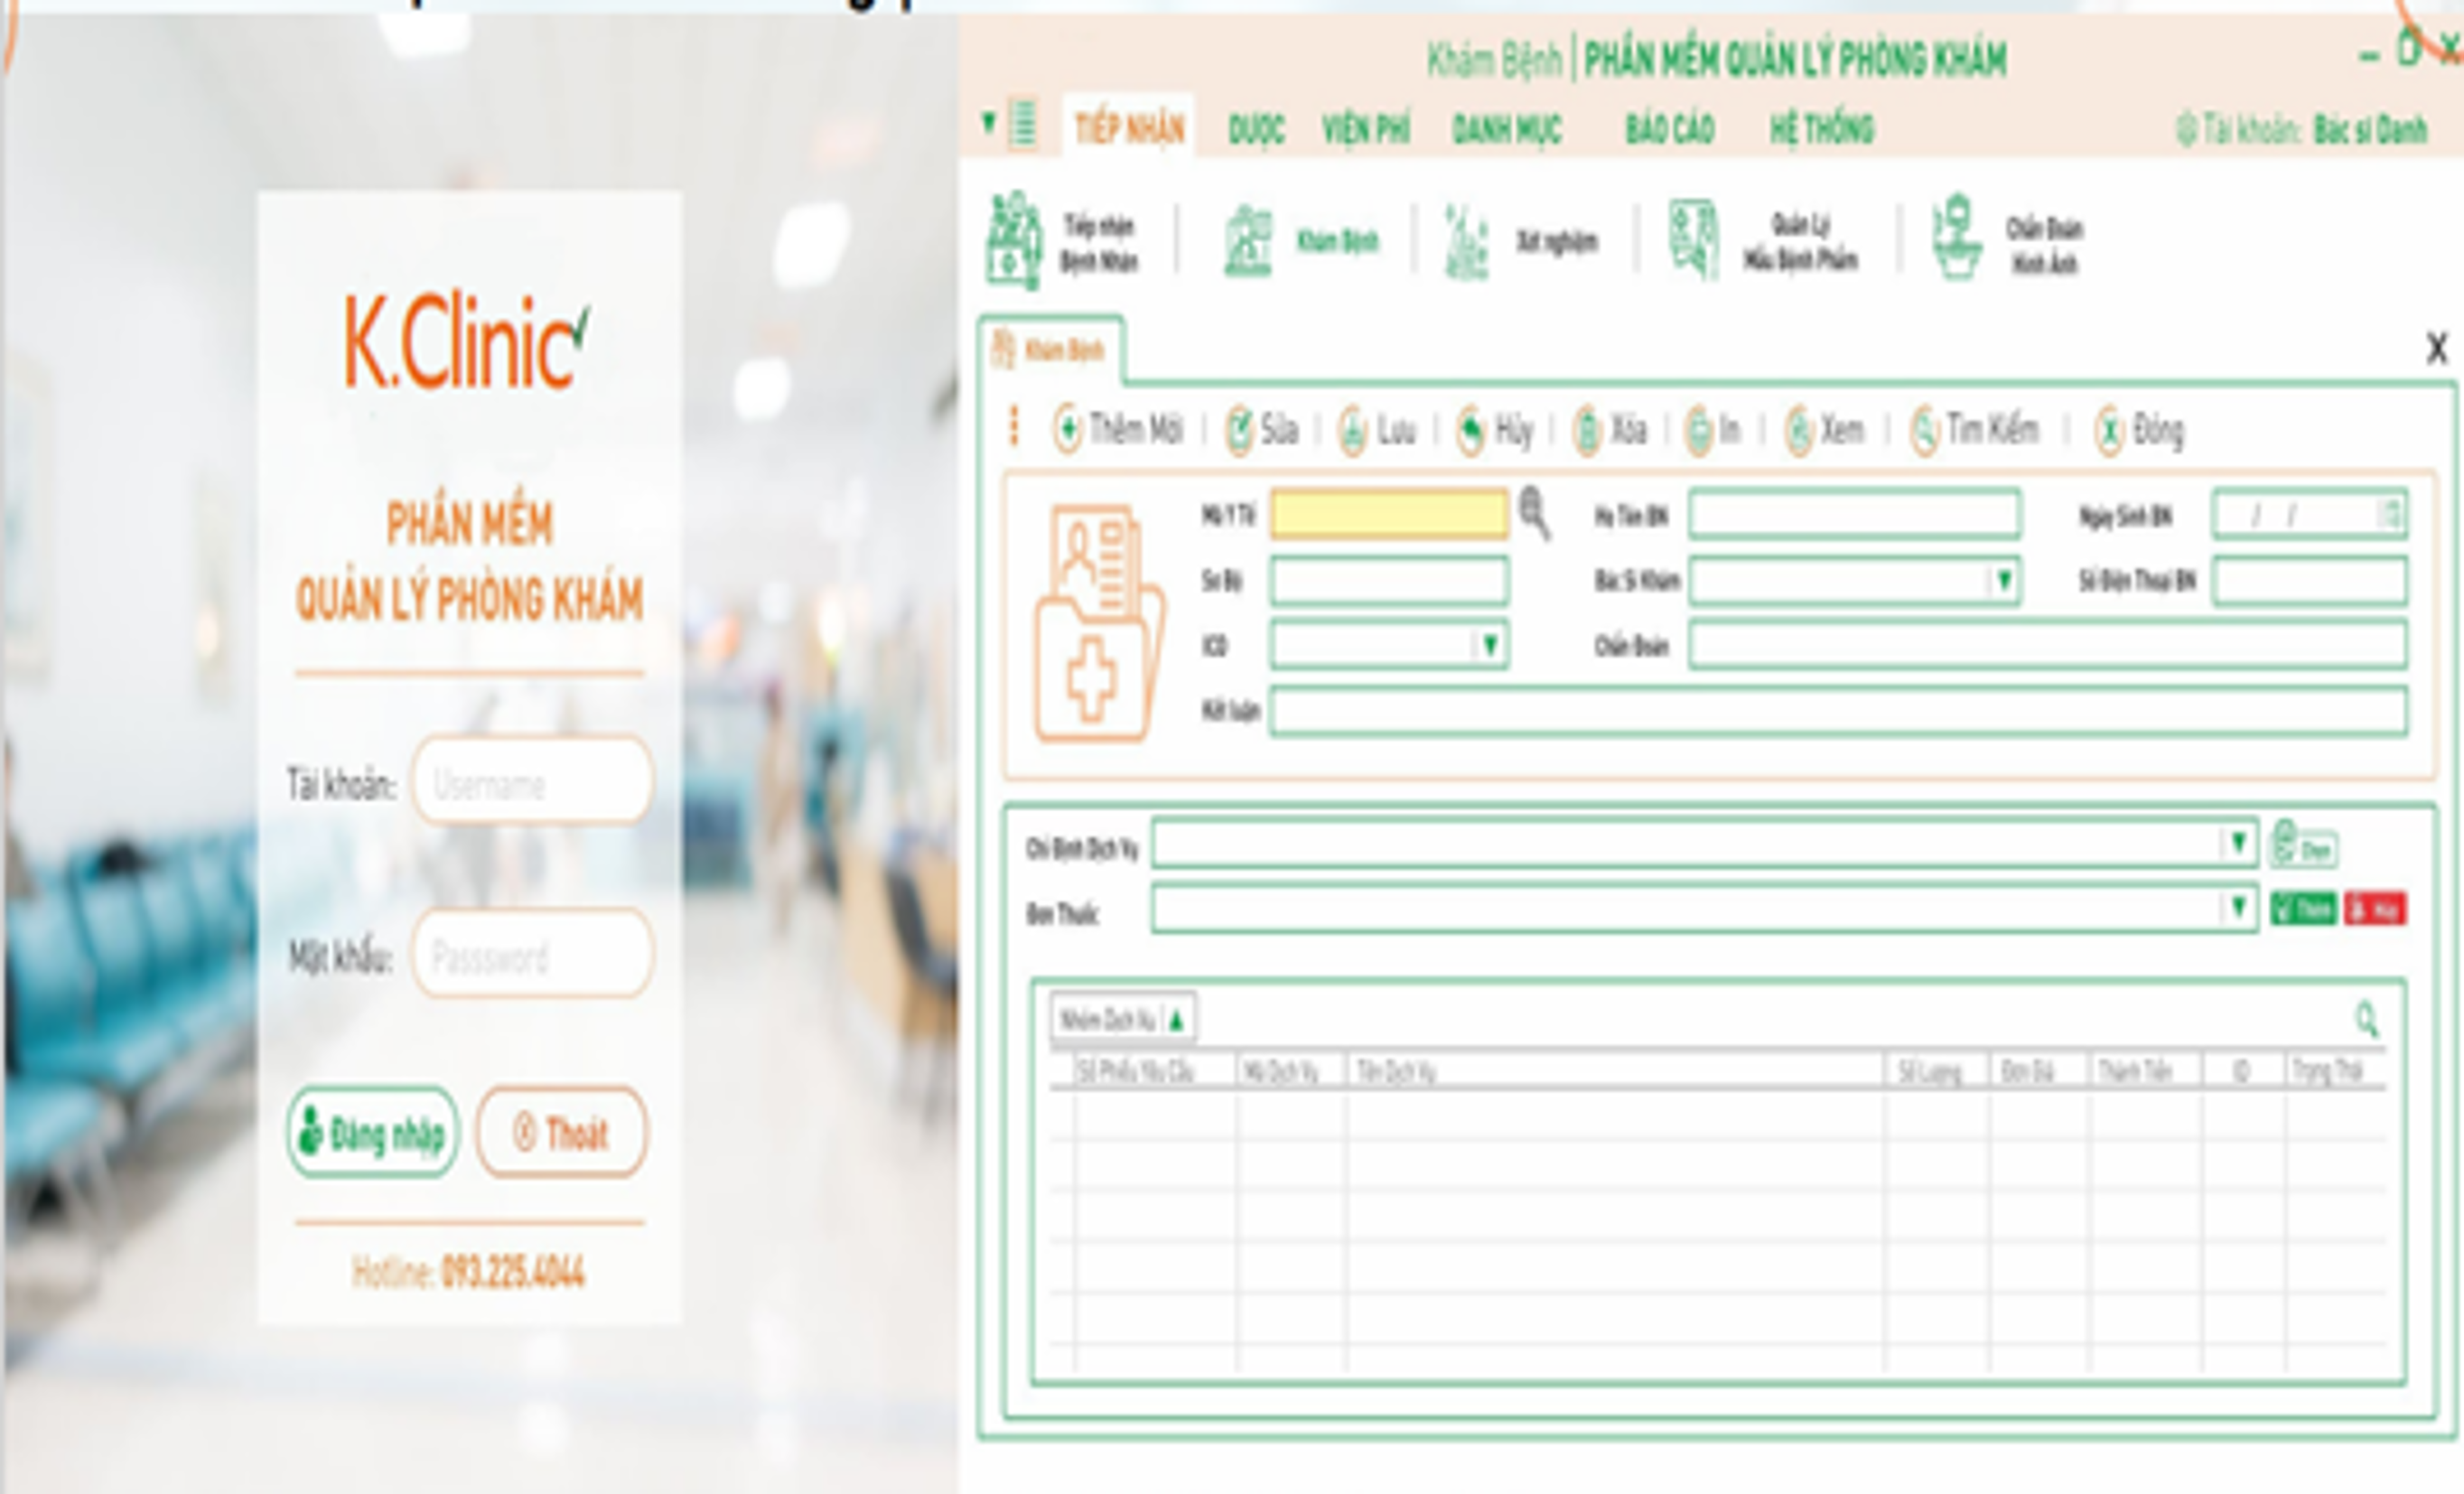 K.Clinic
PHẦN MỀM
QUẢN LÝ PHÒNG KHÁM
Tài khoản: Username
Mật khẩu: Passsword
Đăng nhập Thoát
Hotline: 093.225.4044
Khám Bệnh | PHẦN MỀM QUẢN LÝ PHÒNG KHÁM
TIẾP NHẬN DƯỢC VIỆN PHÍ DANH MỤC BÁO CÁO HỆ THỐNG Tài khoản: Bác sĩ Danh
Tiếp nhận
Bệnh Nhân
Khám Bệnh
Xét nghiệm
Quản Lý
Mẫu Bệnh Phẩm
Chẩn Đoán
Hình Ảnh
Khám Bệnh X
Thêm Mới | Sửa | Lưu | Hủy | Xóa | In | Xem | Tìm Kiếm | Đóng
Mã Y Tế Họ Tên BN Ngày Sinh BN / /
Sơ Bộ Bác Sĩ Khám Số Điện Thoại BN
ICD Chẩn Đoán
Kết luận
Chỉ Định Dịch Vụ Chọn
Đơn Thuốc Thêm Hủy
Nhóm Dịch Vụ
Số Phiếu Yêu Cầu Mã Dịch Vụ Tên Dịch Vụ Số Lượng Đơn Giá Thành Tiền ID Trạng Thái